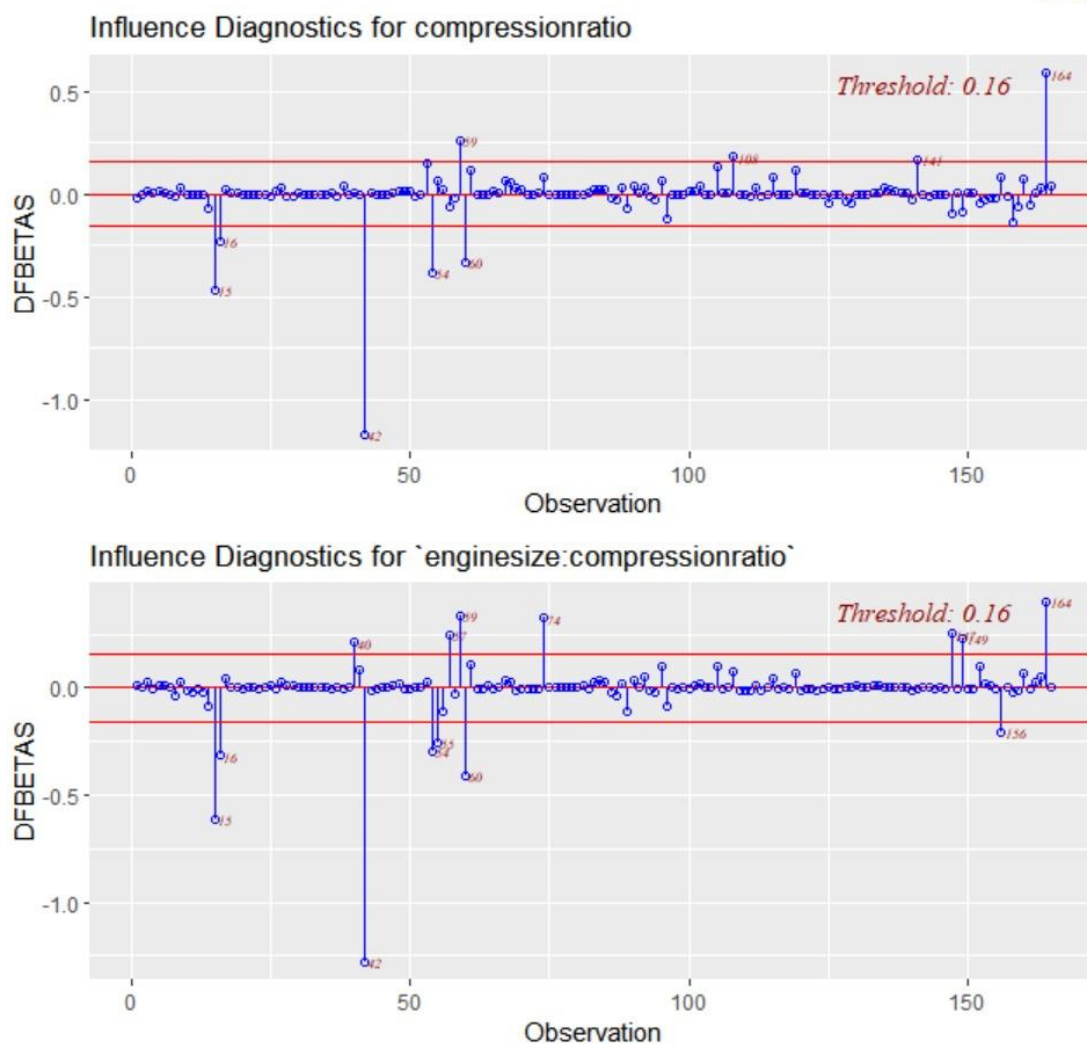 Influence Diagnostics for compressionratio
Threshold: 0.16
164
59
108
141
16
54
60
15
42
0.5
0.0
-0.5
-1.0
DFBETAS
0 50 100 150
Observation
Influence Diagnostics for `enginesize:compressionratio`
Threshold: 0.16
164
59
74
57
149
40
16
55
54
60
156
15
42
0.0
-0.5
-1.0
DFBETAS
0 50 100 150
Observation